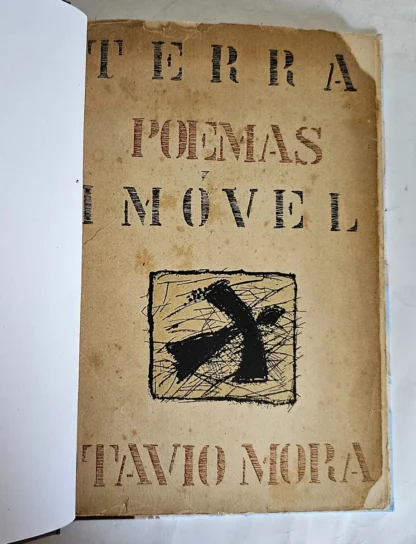 TERRA
POEMAS
IMÓVEL
TAVIO MORA